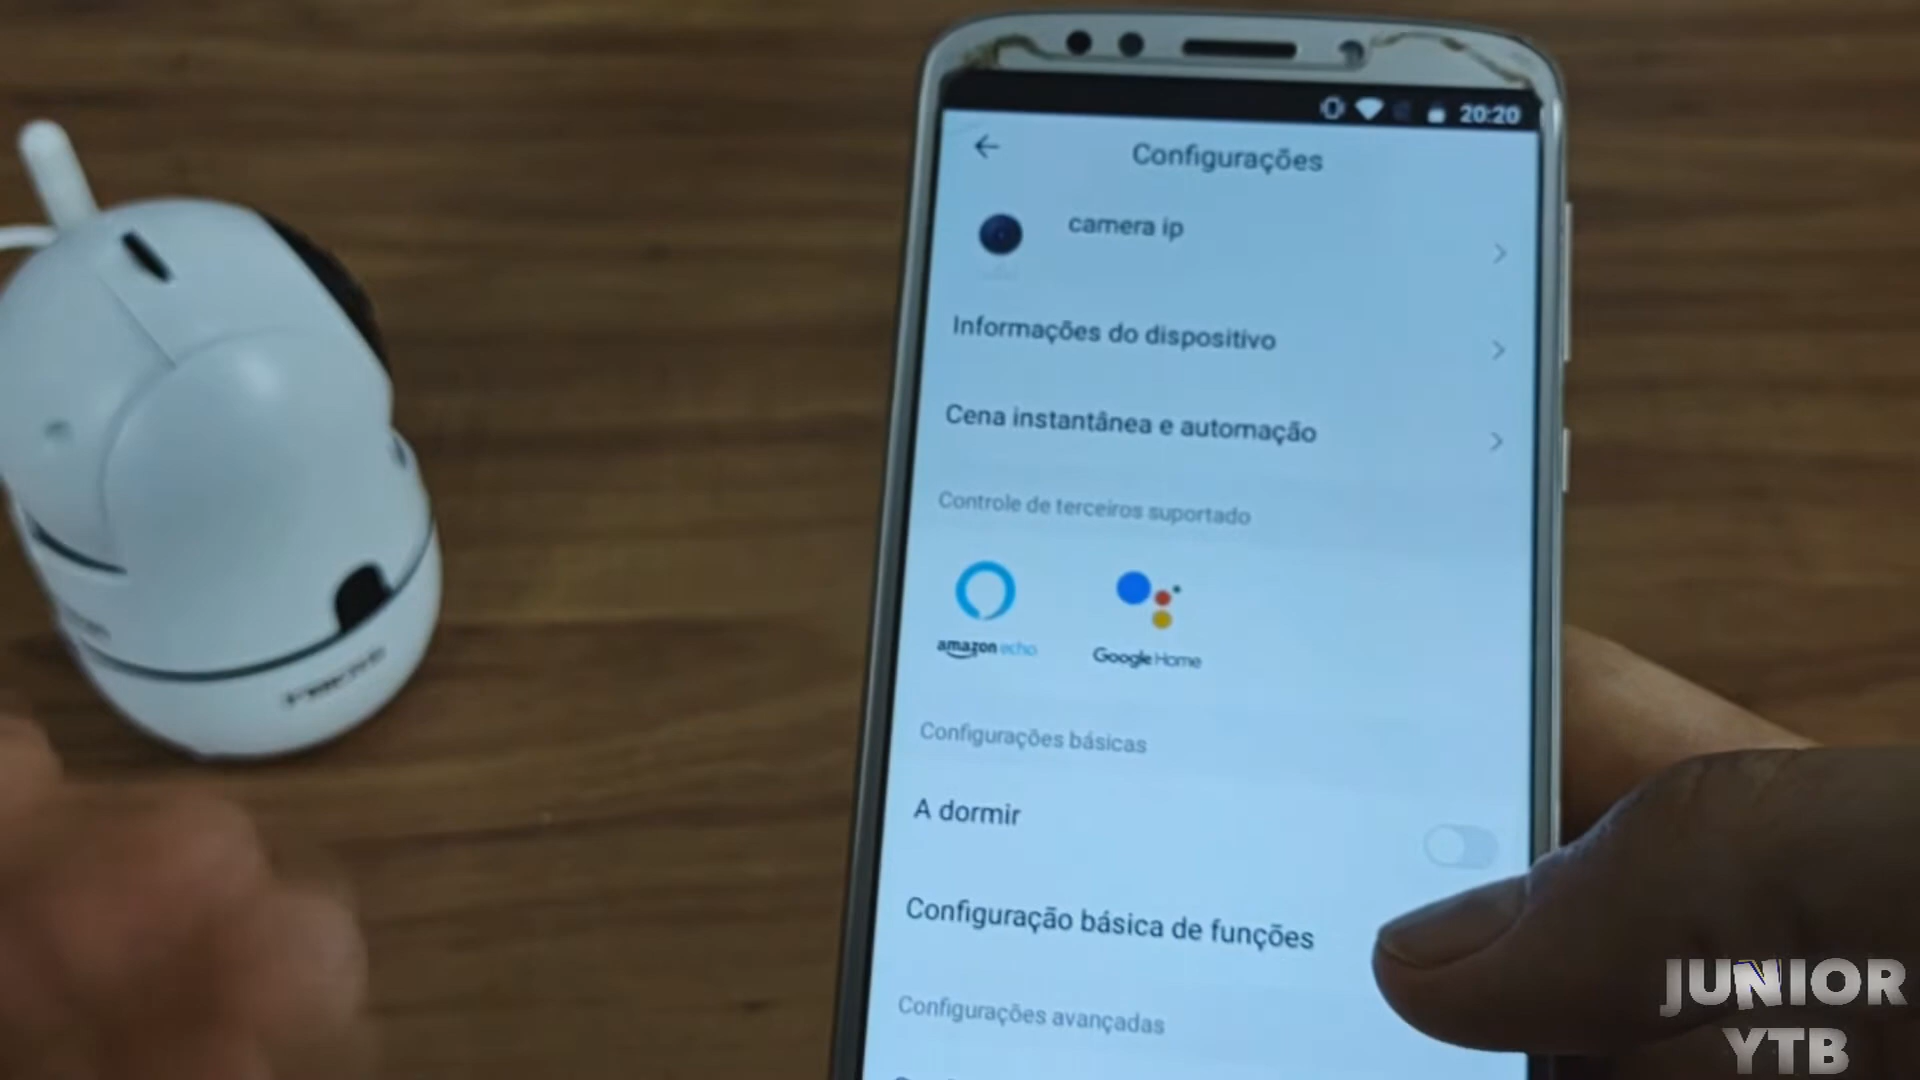 20:20
Configurações
camera ip
Informações do dispositivo
Cena instantânea e automação
Controle de terceiros suportado
amazon echo
Google Home
Configurações básicas
A dormir
Configuração básica de funções
Configurações avançadas
JUNIOR
YTB